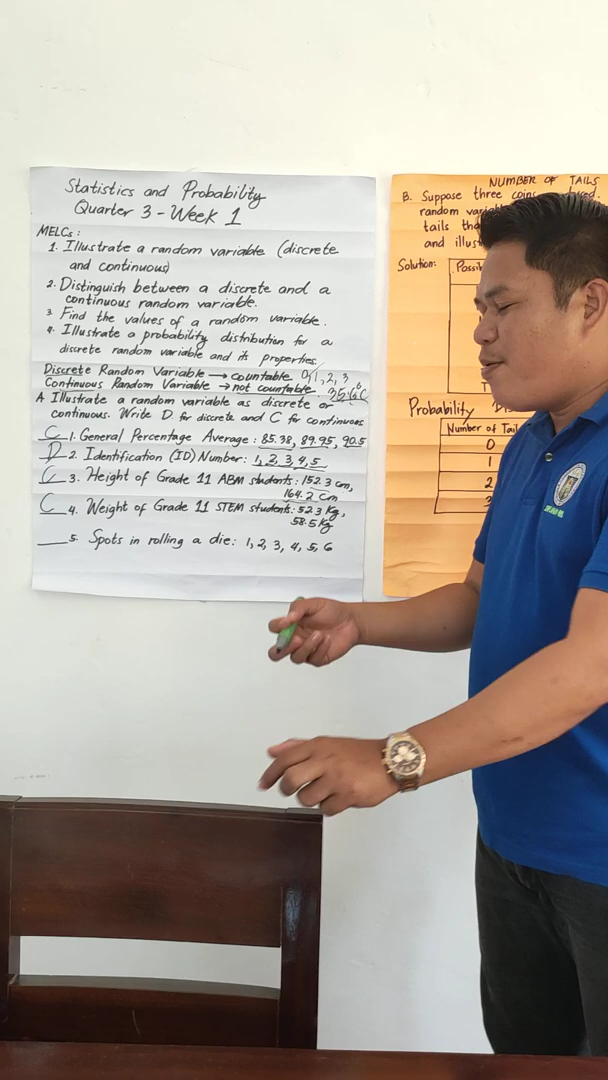 Statistics and Probability
Quarter 3 - Week 1
MELCs:
1. Illustrate a random variable (discrete
and continuous)
2. Distinguish between a discrete and a
continuous random variable.
3. Find the values of a random variable.
4. Illustrate a probability distribution for a
discrete random variable and its properties.
Discrete Random Variable → countable 0,1,2,3
Continuous Random Variable → not countable.
A Illustrate a random variable as discrete or
continuous. Write D for discrete and C for continuous
C 1. General Percentage Average: 85.38, 89.95, 90.5
D 2. Identification (ID) Number: 1, 2, 3, 4, 5
C 3. Height of Grade 11 ABM students: 152.3 cm,
164.2 cm
C 4. Weight of Grade 11 STEM students: 52.3 Kg,
58.5 Kg
5. Spots in rolling a die: 1, 2, 3, 4, 5, 6
NUMBER OF TAILS
B. Suppose three coins
random
tails
and
Solution:
Probability
Number of
0
1
2